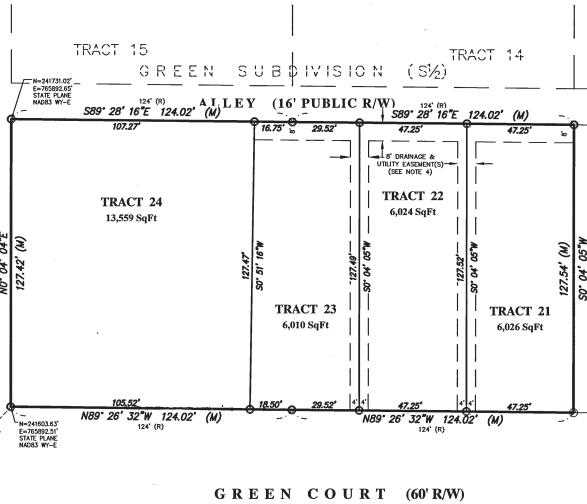 TRACT 15
TRACT 14
GREEN SUBDIVISION (S½)
N=241731.02'
E=765892.65'
STATE PLANE
NAD83 WY-E
124' (R)
ALLEY (16' PUBLIC R/W)
124' (R)
S89° 28' 16"E 124.02' (M)
S89° 28' 16"E 124.02' (M)
107.27'
16.75'
8'
29.52'
47.25'
47.25'
8'
8' DRAINAGE &
UTILITY EASEMENT(S)
(SEE NOTE 4)
TRACT 24
13,559 SqFt
TRACT 22
6,024 SqFt
N0° 04' 04"E
127.42' (M)
127.47'
S0° 51' 16"W
127.49'
S0° 04' 05"W
127.52'
S0° 04' 05"W
127.54' (M)
S0° 04' 05"W
TRACT 23
6,010 SqFt
TRACT 21
6,026 SqFt
105.52'
18.50'
29.52'
4'
4'
47.25'
4'
4'
47.25'
N89° 26' 32"W 124.02' (M)
N89° 26' 32"W 124.02' (M)
124' (R)
124' (R)
N=241603.63'
E=765892.51'
STATE PLANE
NAD83 WY-E
GREEN COURT (60' R/W)